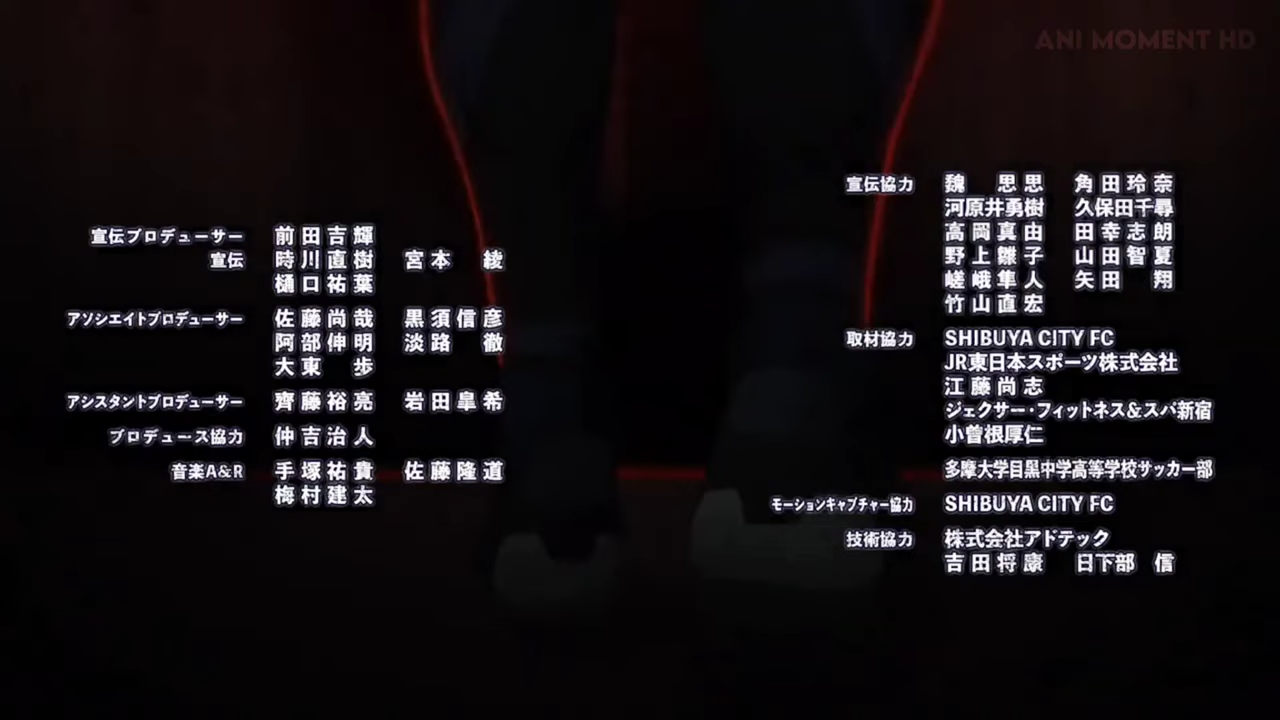 ANI MOMENT HD
宣伝プロデューサー 前田吉輝
宣伝 時川直樹 宮本 綾
樋口祐葉
アソシエイトプロデューサー 佐藤尚哉 黒須信彦
阿部伸明 淡路 徹
大東 歩
アシスタントプロデューサー 齊藤裕亮 岩田皐希
プロデュース協力 仲吉治人
音楽A&R 手塚祐貴 佐藤隆道
梅村建太
宣伝協力 魏 思思 角田玲奈
河原井勇樹 久保田千尋
高岡真由 田幸志朗
野上雛子 山田智夏
嵯峨隼人 矢田 翔
竹山直宏
取材協力 SHIBUYA CITY FC
JR東日本スポーツ株式会社
江藤尚志
ジェクサー・フィットネス&スパ新宿
小曽根厚仁
多摩大学目黒中学高等学校サッカー部
モーションキャプチャー協力 SHIBUYA CITY FC
技術協力 株式会社アドテック
吉田将康 日下部 信